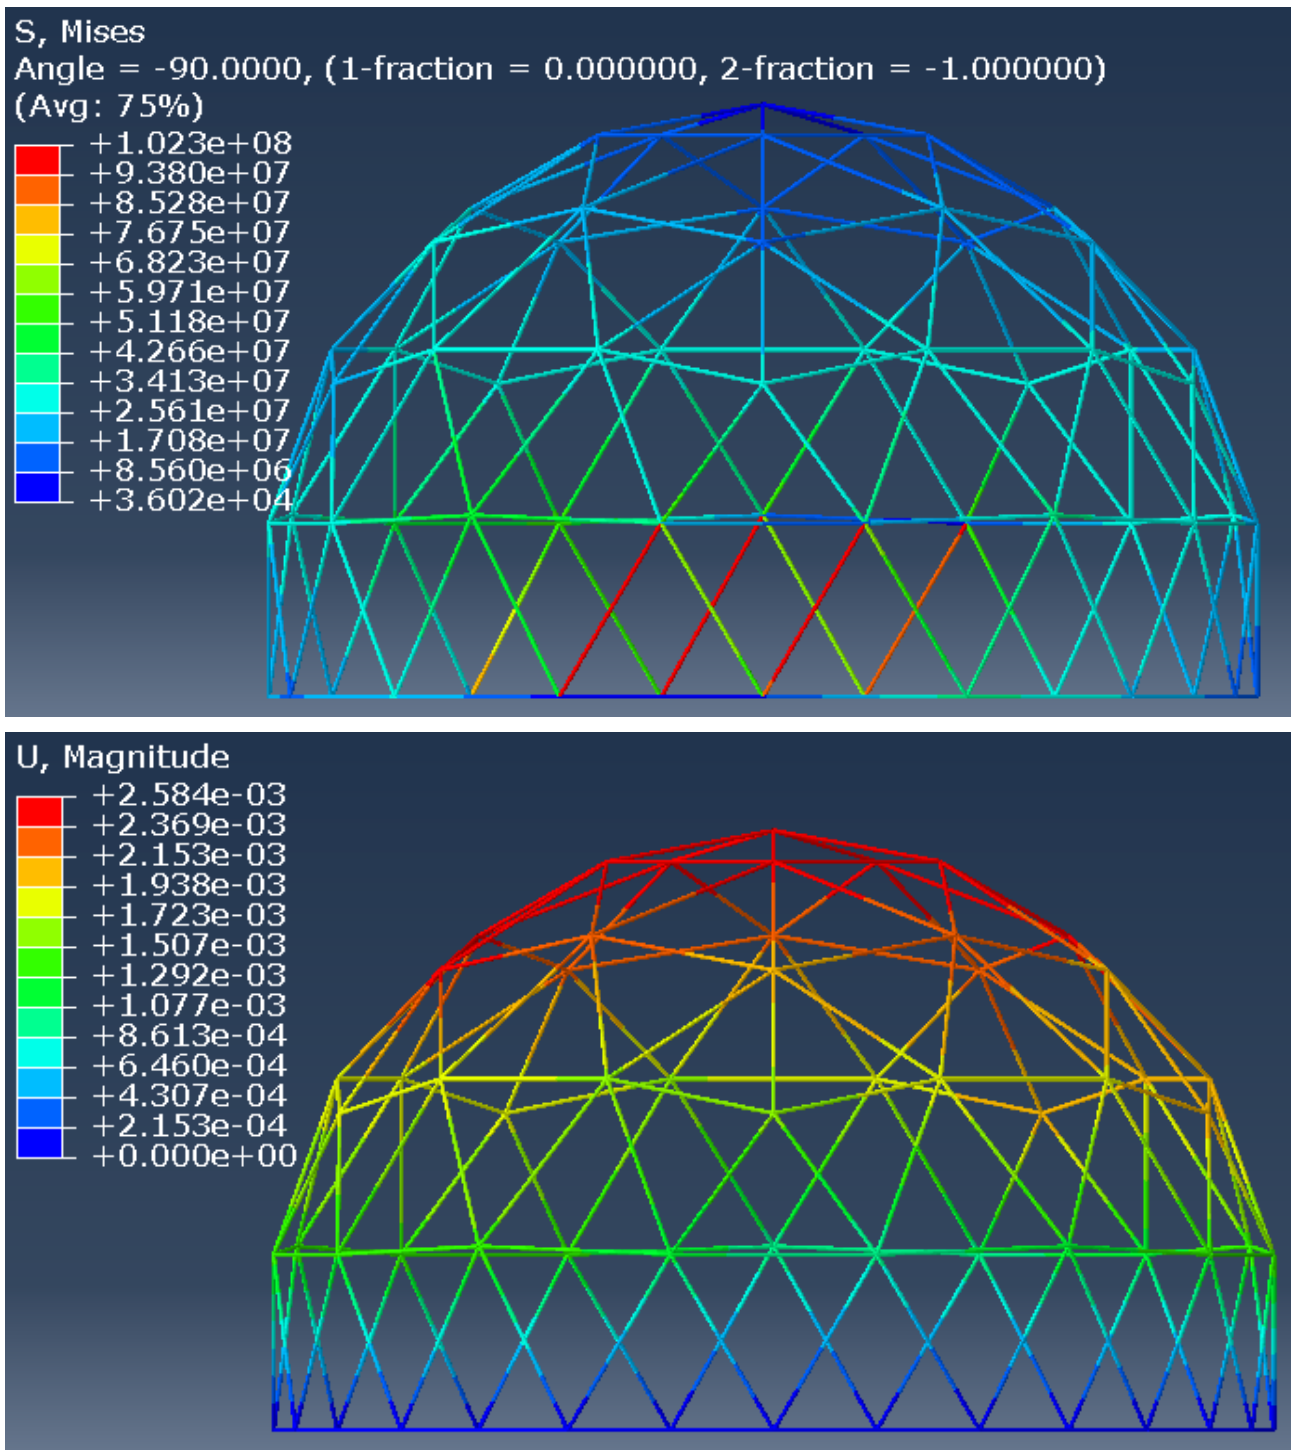 S, Mises
Angle = -90.0000, (1-fraction = 0.000000, 2-fraction = -1.000000)
(Avg: 75%)
+1.023e+08
+9.380e+07
+8.528e+07
+7.675e+07
+6.823e+07
+5.971e+07
+5.118e+07
+4.266e+07
+3.413e+07
+2.561e+07
+1.708e+07
+8.560e+06
+3.602e+04
U, Magnitude
+2.584e-03
+2.369e-03
+2.153e-03
+1.938e-03
+1.723e-03
+1.507e-03
+1.292e-03
+1.077e-03
+8.613e-04
+6.460e-04
+4.307e-04
+2.153e-04
+0.000e+00